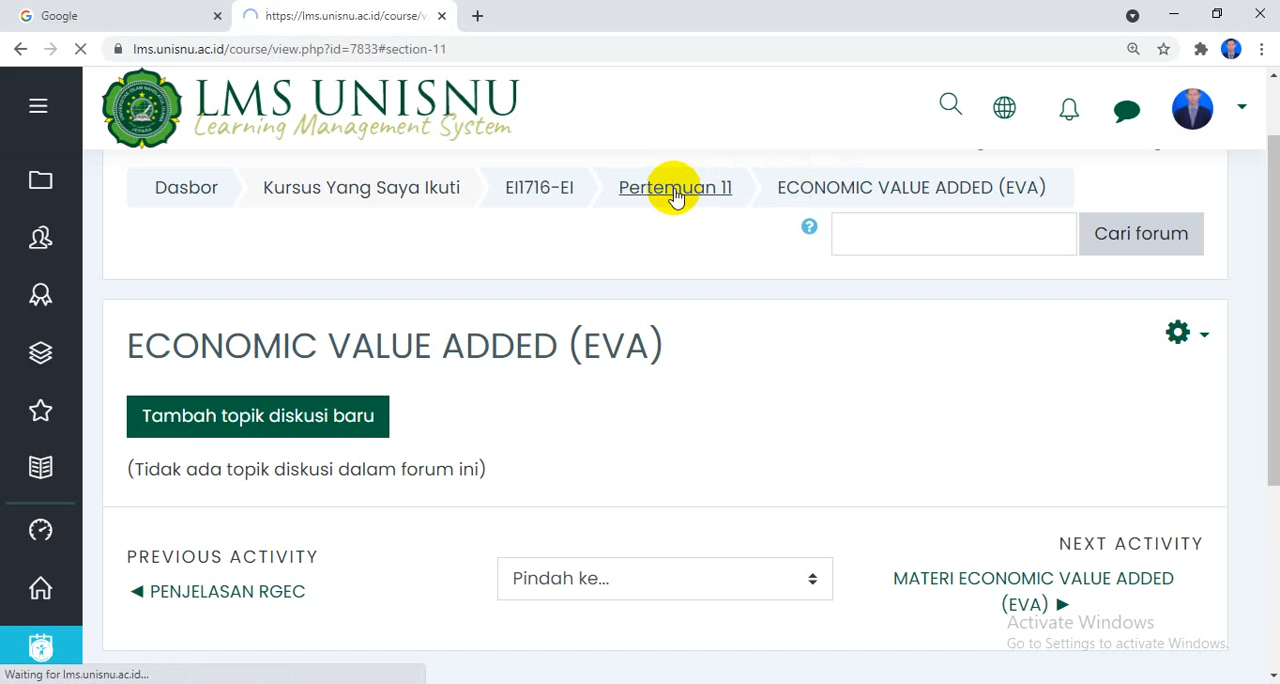 Google
https://lms.unisnu.ac.id/course/v
lms.unisnu.ac.id/course/view.php?id=7833#section-11
LMS UNISNU
Learning Management System
Dasbor
Kursus Yang Saya Ikuti
EI1716-EI
Pertemuan 11
ECONOMIC VALUE ADDED (EVA)
Cari forum
ECONOMIC VALUE ADDED (EVA)
Tambah topik diskusi baru
(Tidak ada topik diskusi dalam forum ini)
PREVIOUS ACTIVITY
◄ PENJELASAN RGEC
Pindah ke...
NEXT ACTIVITY
MATERI ECONOMIC VALUE ADDED
(EVA) ►
Activate Windows
Go to Settings to activate Windows.
Waiting for lms.unisnu.ac.id...